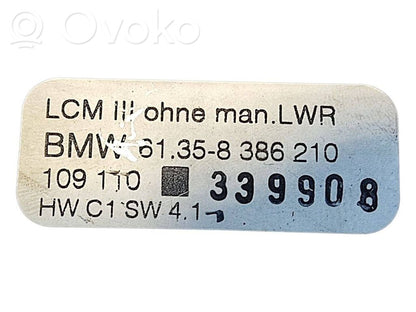 Ovoko
LCM III ohne man.LWR
BMW 61.35-8 386 210
109 110 339908
HW C1 SW 4.1